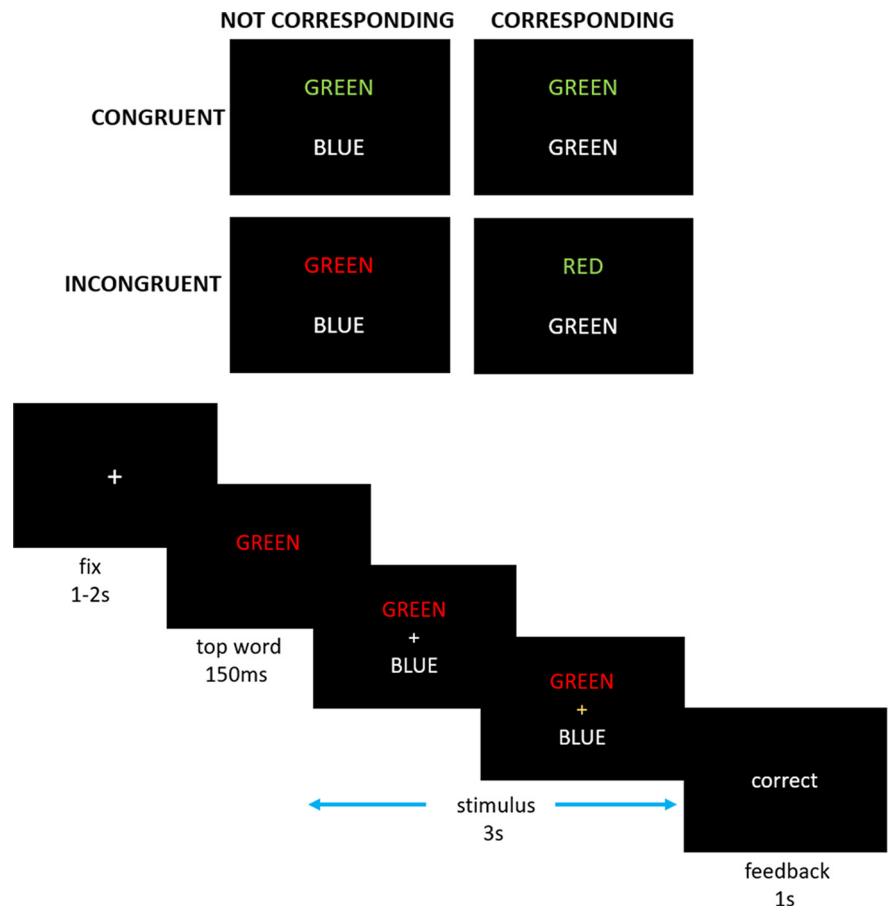 NOT CORRESPONDING CORRESPONDING
CONGRUENT
GREEN
BLUE
GREEN
GREEN
INCONGRUENT
GREEN
BLUE
RED
GREEN
+
fix
1-2s
GREEN
top word
150ms
GREEN
+
BLUE
GREEN
+
BLUE
stimulus
3s
correct
feedback
1s